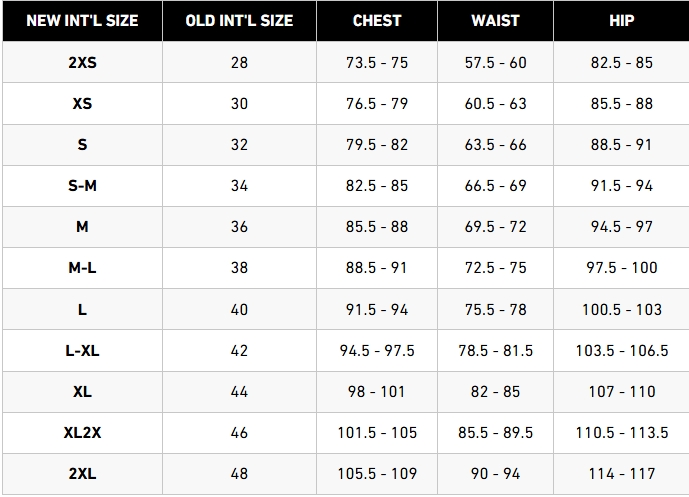 NEW INT'L SIZE OLD INT'L SIZE CHEST WAIST HIP
2XS 28 73.5 - 75 57.5 - 60 82.5 - 85
XS 30 76.5 - 79 60.5 - 63 85.5 - 88
S 32 79.5 - 82 63.5 - 66 88.5 - 91
S-M 34 82.5 - 85 66.5 - 69 91.5 - 94
M 36 85.5 - 88 69.5 - 72 94.5 - 97
M-L 38 88.5 - 91 72.5 - 75 97.5 - 100
L 40 91.5 - 94 75.5 - 78 100.5 - 103
L-XL 42 94.5 - 97.5 78.5 - 81.5 103.5 - 106.5
XL 44 98 - 101 82 - 85 107 - 110
XL2X 46 101.5 - 105 85.5 - 89.5 110.5 - 113.5
2XL 48 105.5 - 109 90 - 94 114 - 117